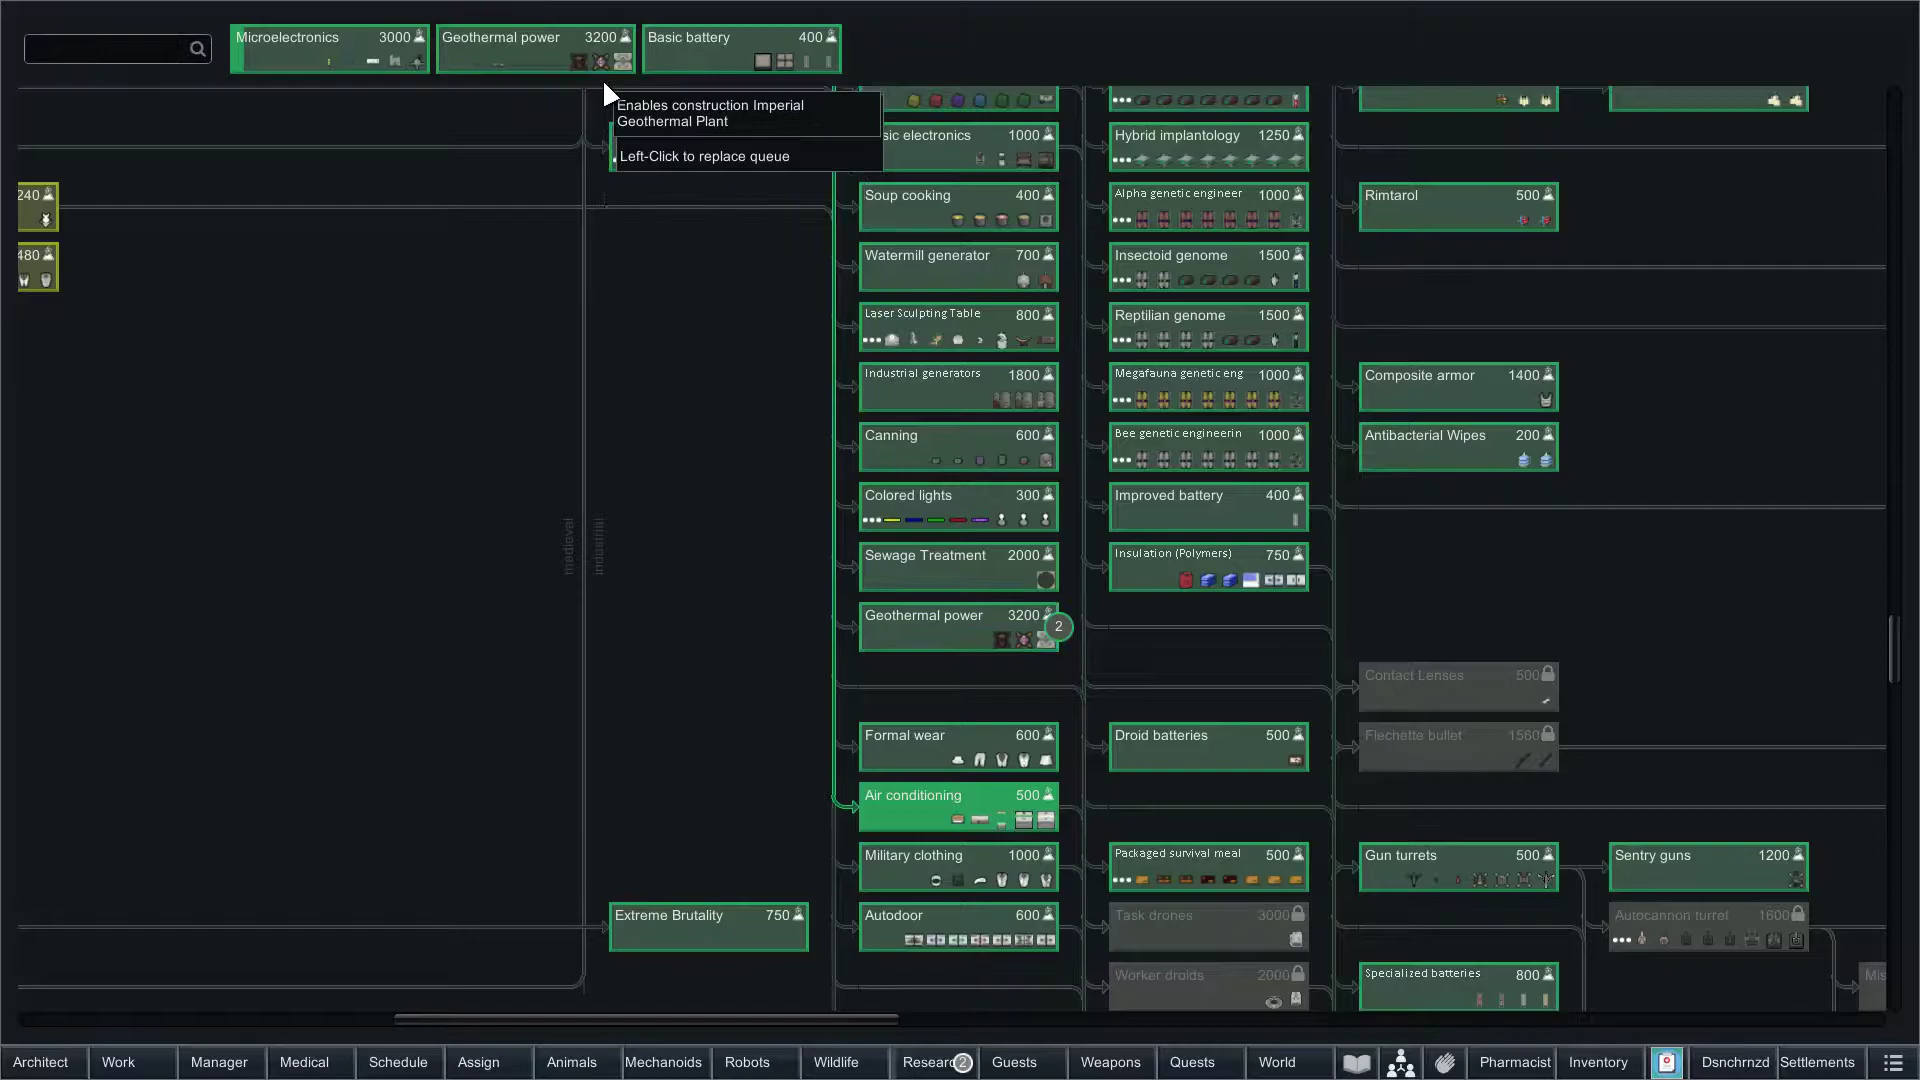 Microelectronics 3000
Geothermal power 3200
Basic battery 400
Enables construction Imperial
Geothermal Plant
Left-Click to replace queue
sic electronics 1000
Hybrid implantology 1250
240
Soup cooking 400
Alpha genetic engineer 1000
Rimtarol 500
480
Watermill generator 700
Insectoid genome 1500
Laser Sculpting Table 800
Reptilian genome 1500
Industrial generators 1800
Megafauna genetic eng 1000
Composite armor 1400
Canning 600
Bee genetic engineerin 1000
Antibacterial Wipes 200
Colored lights 300
Improved battery 400
medieval
industrial
Sewage Treatment 2000
Insulation (Polymers) 750
Geothermal power 3200
2
Contact Lenses 500
Formal wear 600
Droid batteries 500
Flechette bullet 1560
Air conditioning 500
Military clothing 1000
Packaged survival meal 500
Gun turrets 500
Sentry guns 1200
Extreme Brutality 750
Autodoor 600
Task drones 3000
Autocannon turret 1600
Worker droids 2000
Specialized batteries 800
Mis
Architect Work Manager Medical Schedule Assign Animals Mechanoids Robots Wildlife Researc 2 Guests Weapons Quests World Pharmacist Inventory Dsnchrnzd Settlements